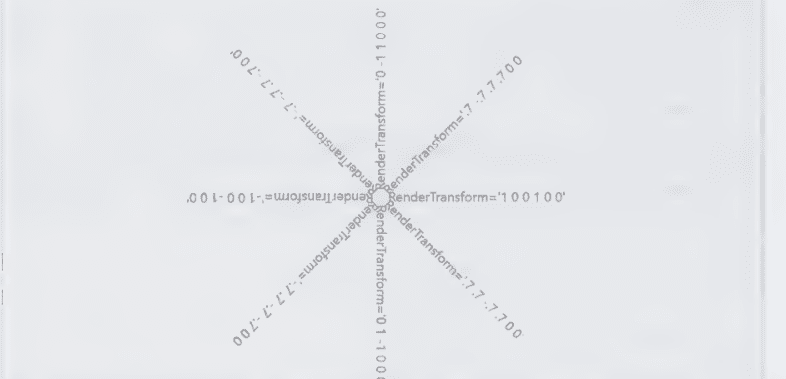 RenderTransform='0 -1 1 0 0 0'
RenderTransform='.7 -.7 .7 .7 0 0
RenderTransform='1 0 0 1 0 0'
RenderTransform='.7 .7 -.7 .7 0 0
RenderTransform='0 1 -1 0 0 0
RenderTransform='-.7 .7 -.7 -.7 0 0
RenderTransform='-1 0 0 -1 0 0'
RenderTransform='-.7 -.7 .7 -.7 0 0'